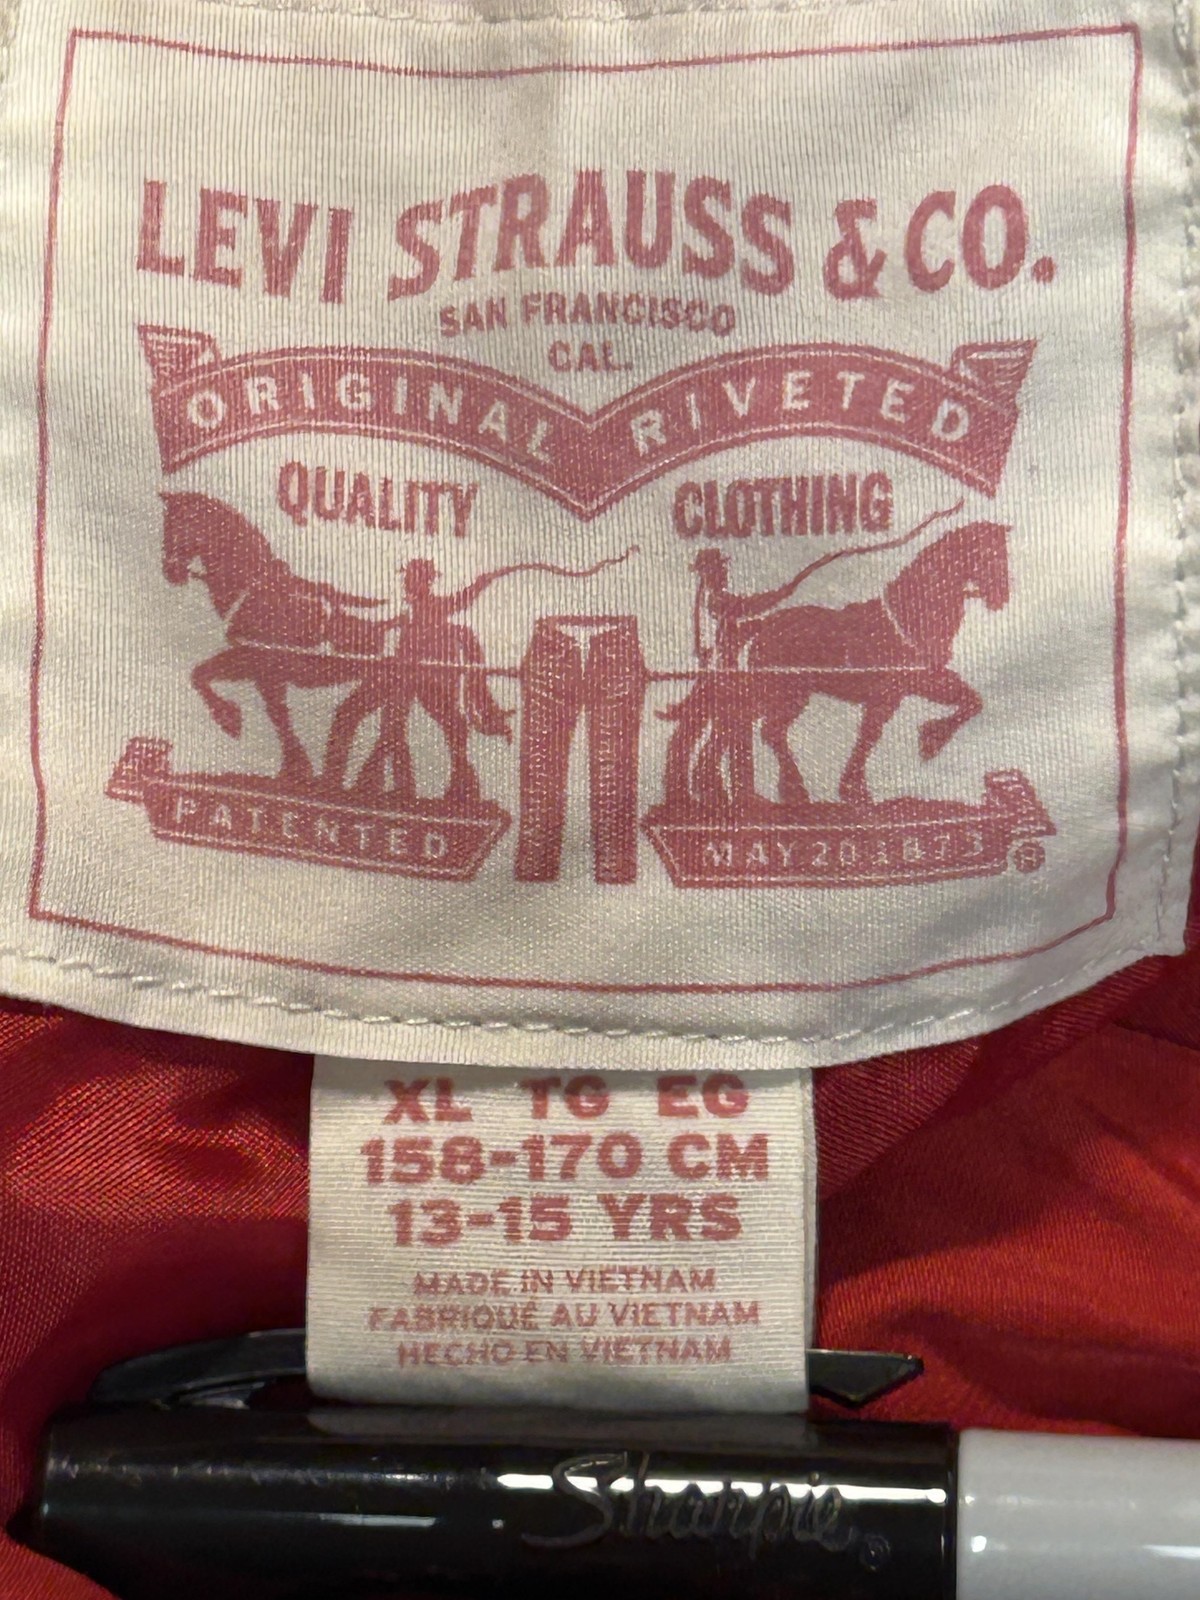 LEVI STRAUSS & CO.
SAN FRANCISCO
CAL.
ORIGINAL RIVETED
QUALITY CLOTHING
PATENTED MAY 20 1873 ®
XL TG EG
158-170 CM
13-15 YRS
MADE IN VIETNAM
FABRIQUÉ AU VIETNAM
HECHO EN VIETNAM
Sharpie®